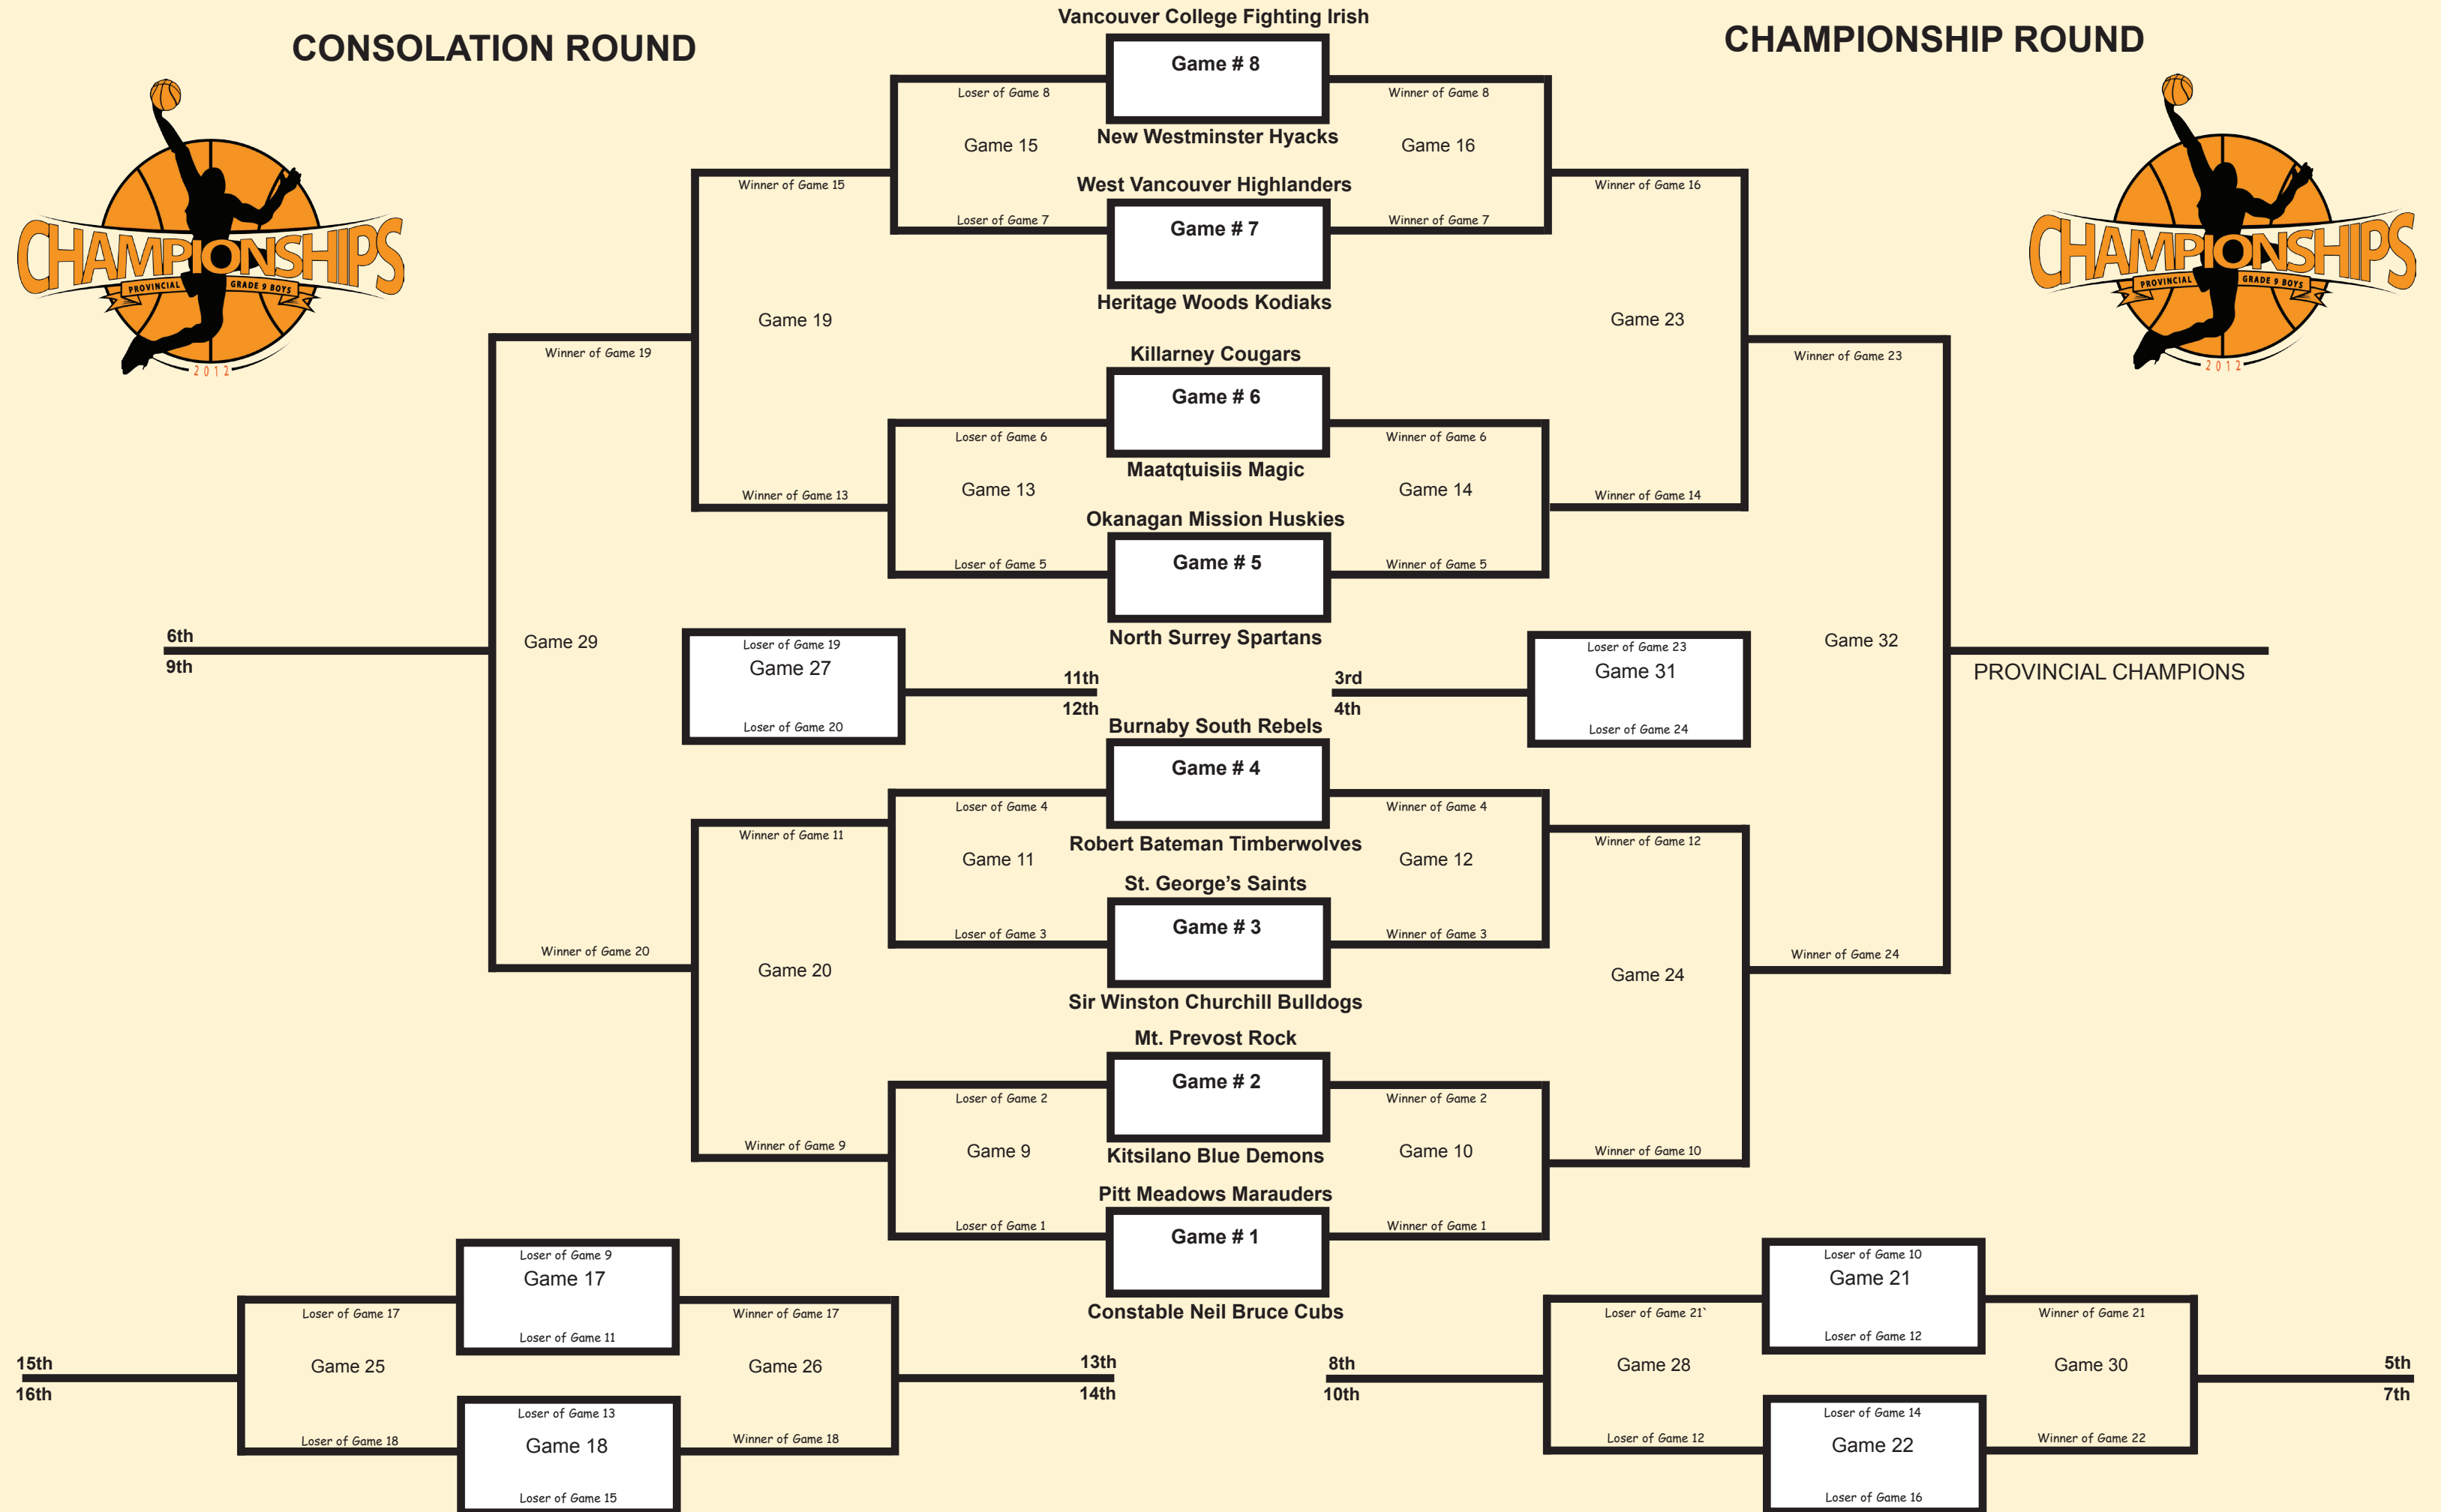 Vancouver College Fighting Irish
CONSOLATION ROUND
CHAMPIONSHIP ROUND
Game # 8
Loser of Game 8
Winner of Game 8
New Westminster Hyacks
Game 15
Game 16
West Vancouver Highlanders
Winner of Game 15
Winner of Game 16
Loser of Game 7
Game # 7
Winner of Game 7
CHAMPIONSHIPS
PROVINCIAL GRADE 9 BOYS
2012
CHAMPIONSHIPS
PROVINCIAL GRADE 9 BOYS
2012
Heritage Woods Kodiaks
Game 19
Game 23
Winner of Game 19
Killarney Cougars
Winner of Game 23
Game # 6
Loser of Game 6
Winner of Game 6
Maatqtuisiis Magic
Game 13
Game 14
Winner of Game 13
Winner of Game 14
Okanagan Mission Huskies
Loser of Game 5
Game # 5
Winner of Game 5
North Surrey Spartans
6th
9th
Game 29
Loser of Game 19
Game 27
Loser of Game 20
11th
12th
3rd
4th
Loser of Game 23
Game 31
Loser of Game 24
Game 32
PROVINCIAL CHAMPIONS
Burnaby South Rebels
Game # 4
Loser of Game 4
Winner of Game 4
Winner of Game 11
Winner of Game 12
Robert Bateman Timberwolves
Game 11
Game 12
St. George’s Saints
Loser of Game 3
Game # 3
Winner of Game 3
Winner of Game 20
Winner of Game 24
Game 20
Game 24
Sir Winston Churchill Bulldogs
Mt. Prevost Rock
Game # 2
Loser of Game 2
Winner of Game 2
Winner of Game 9
Game 9
Kitsilano Blue Demons
Game 10
Winner of Game 10
Pitt Meadows Marauders
Loser of Game 1
Game # 1
Winner of Game 1
Constable Neil Bruce Cubs
Loser of Game 9
Game 17
Loser of Game 11
Loser of Game 17
Winner of Game 17
15th
16th
Game 25
Game 26
13th
14th
Loser of Game 18
Loser of Game 13
Game 18
Loser of Game 15
Winner of Game 18
Loser of Game 10
Game 21
Loser of Game 12
Loser of Game 21`
Winner of Game 21
8th
10th
Game 28
Game 30
5th
7th
Loser of Game 12
Loser of Game 14
Game 22
Loser of Game 16
Winner of Game 22